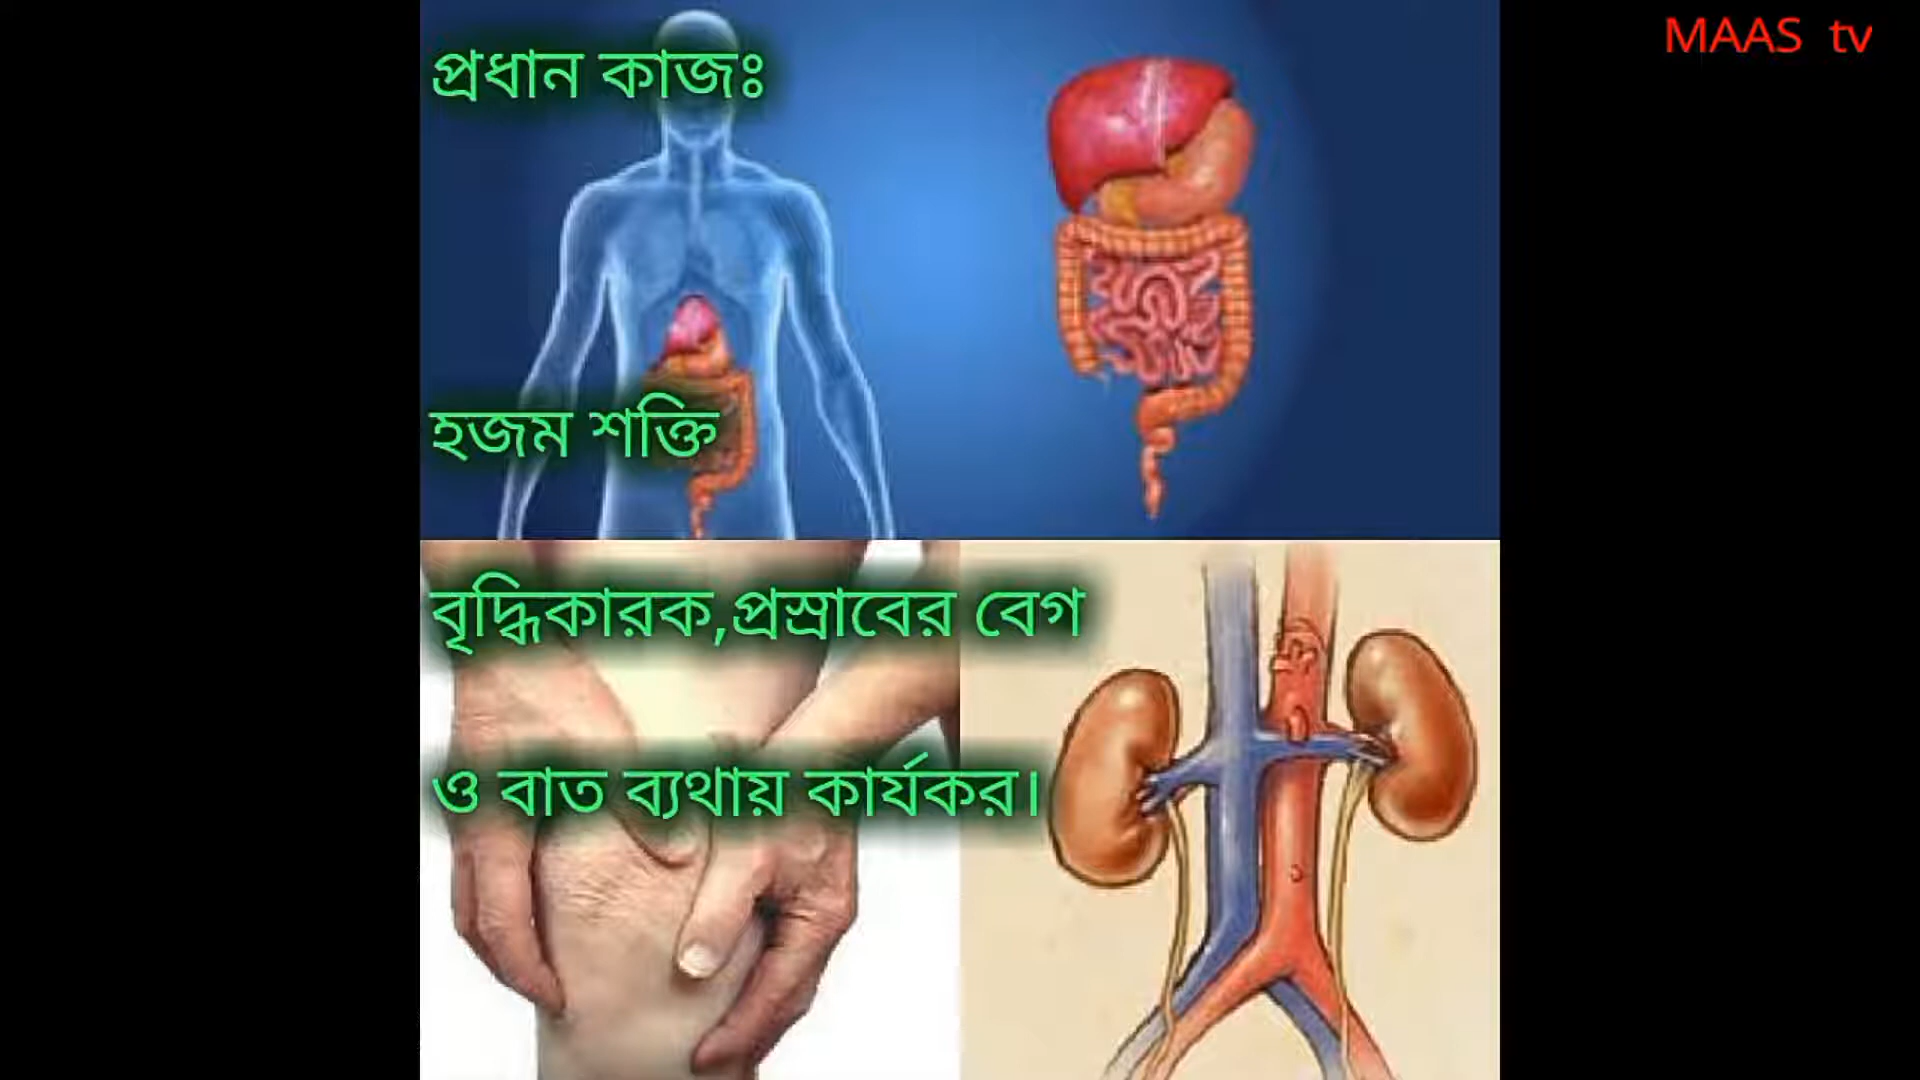 MAAS tv
প্রধান কাজঃ
হজম শক্তি
বৃদ্ধিকারক,প্রস্রাবের বেগ
ও বাত ব্যথায় কার্যকর।